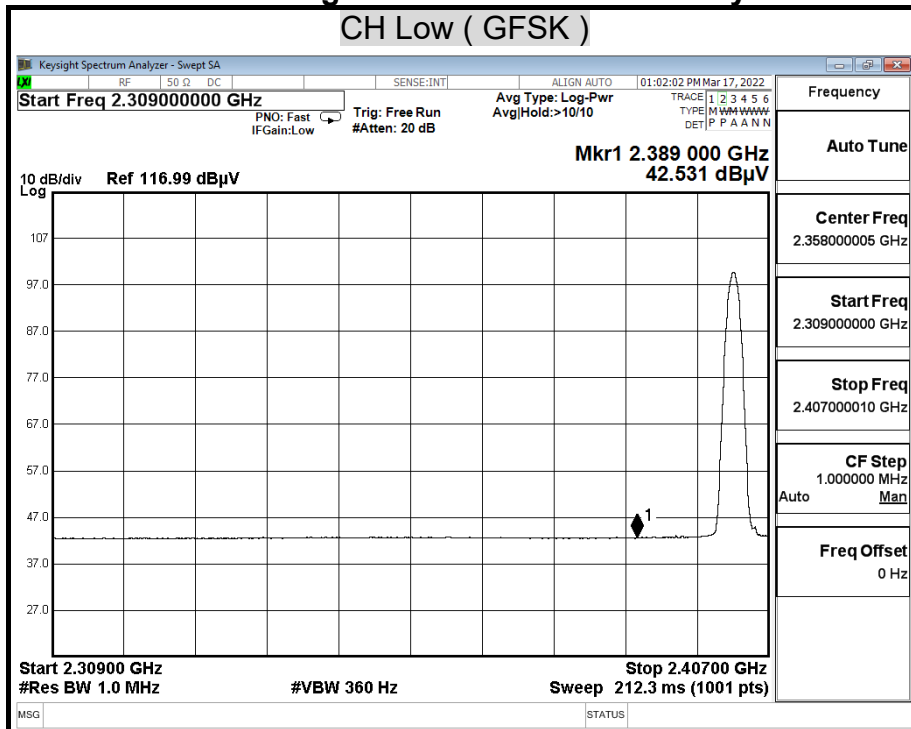 CH Low ( GFSK )
Keysight Spectrum Analyzer - Swept SA
LXI RF 50 Ω DC SENSE:INT ALIGN AUTO 01:02:02 PM Mar 17, 2022
Start Freq 2.309000000 GHz
PNO: Fast
IFGain:Low
Trig: Free Run
#Atten: 20 dB
Avg Type: Log-Pwr
Avg|Hold:>10/10
TRACE 1 2 3 4 5 6
TYPE M WM WWWW
DET P P A A N N
Mkr1 2.389 000 GHz
42.531 dBµV
10 dB/div Ref 116.99 dBµV
Log
107
97.0
87.0
77.0
67.0
57.0
47.0
37.0
27.0
1
Start 2.30900 GHz Stop 2.40700 GHz
#Res BW 1.0 MHz #VBW 360 Hz Sweep 212.3 ms (1001 pts)
MSG STATUS
Frequency
Auto Tune
Center Freq
2.358000005 GHz
Start Freq
2.309000000 GHz
Stop Freq
2.407000010 GHz
CF Step
1.000000 MHz
Auto Man
Freq Offset
0 Hz